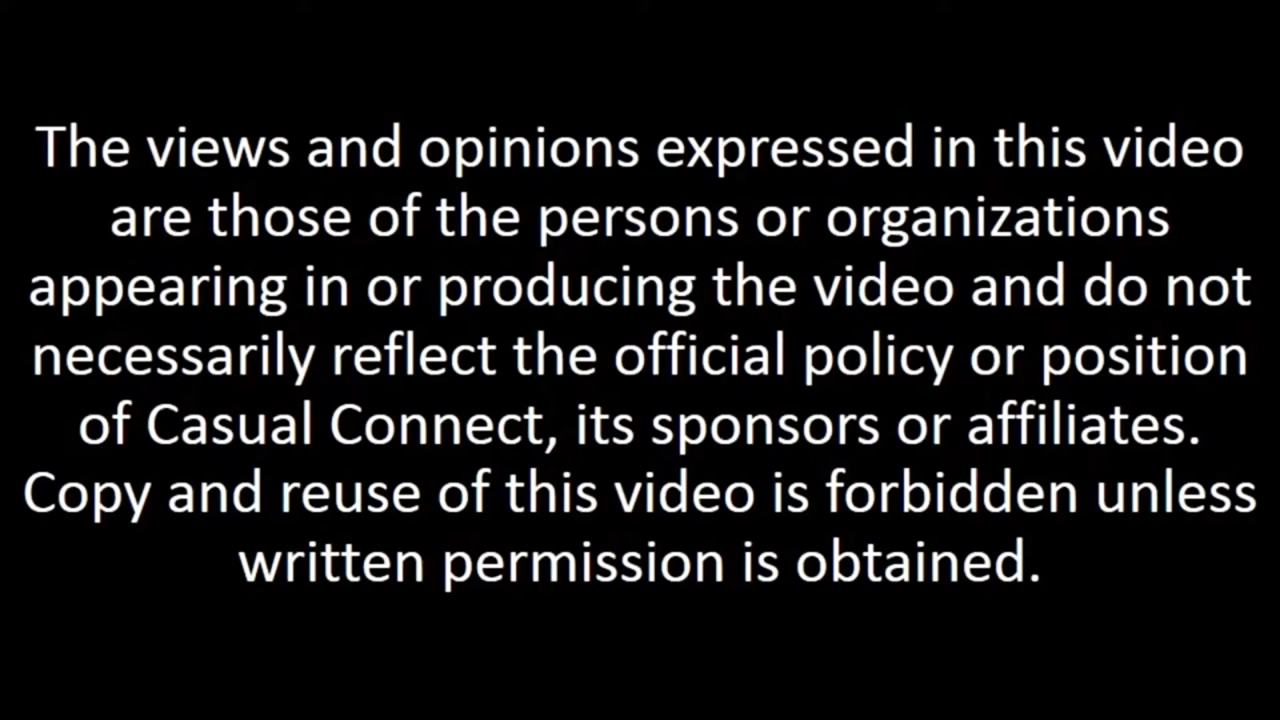 The views and opinions expressed in this video
are those of the persons or organizations
appearing in or producing the video and do not
necessarily reflect the official policy or position
of Casual Connect, its sponsors or affiliates.
Copy and reuse of this video is forbidden unless
written permission is obtained.